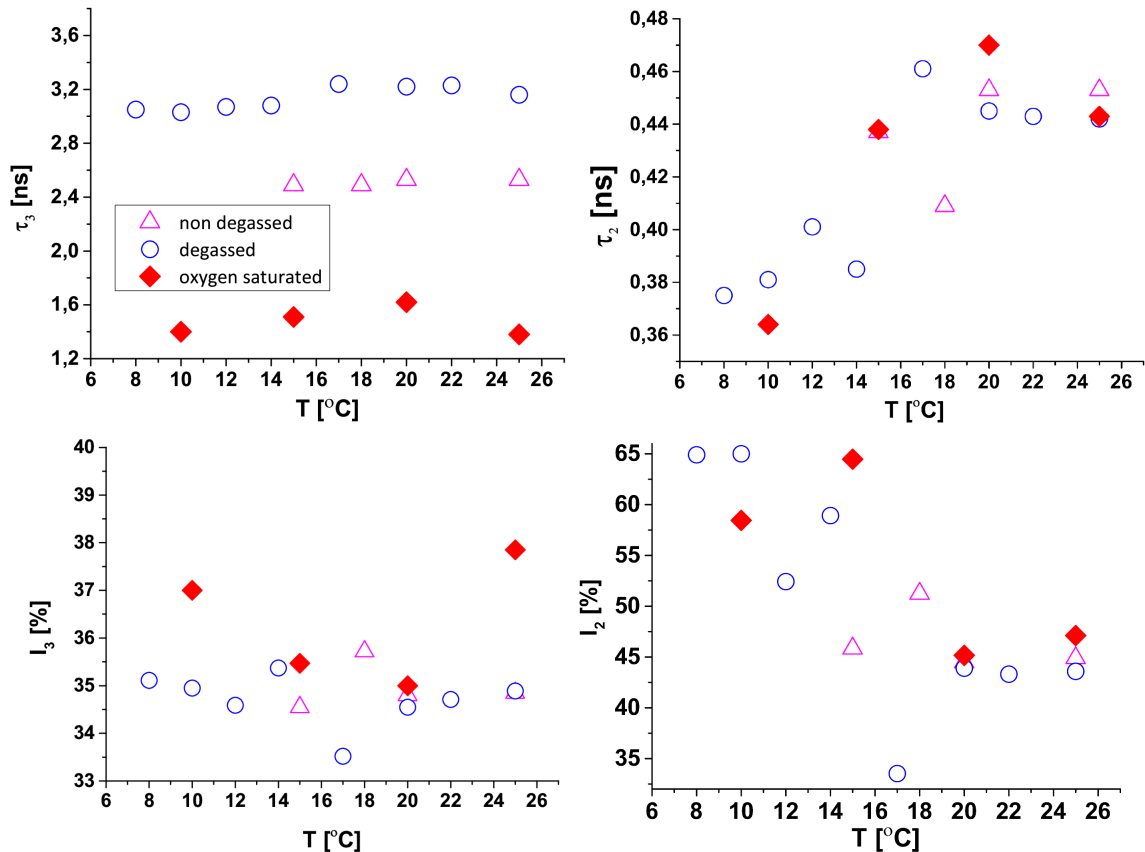 3,6
3,2
2,8
2,4
2,0
1,6
1,2
τ3 [ns]
non degassed
degassed
oxygen saturated
6 8 10 12 14 16 18 20 22 24 26
T [°C]
0,48
0,46
0,44
0,42
0,40
0,38
0,36
τ2 [ns]
6 8 10 12 14 16 18 20 22 24 26
T [°C]
40
39
38
37
36
35
34
33
I3 [%]
6 8 10 12 14 16 18 20 22 24 26
T [°C]
65
60
55
50
45
40
35
I2 [%]
6 8 10 12 14 16 18 20 22 24 26
T [°C]